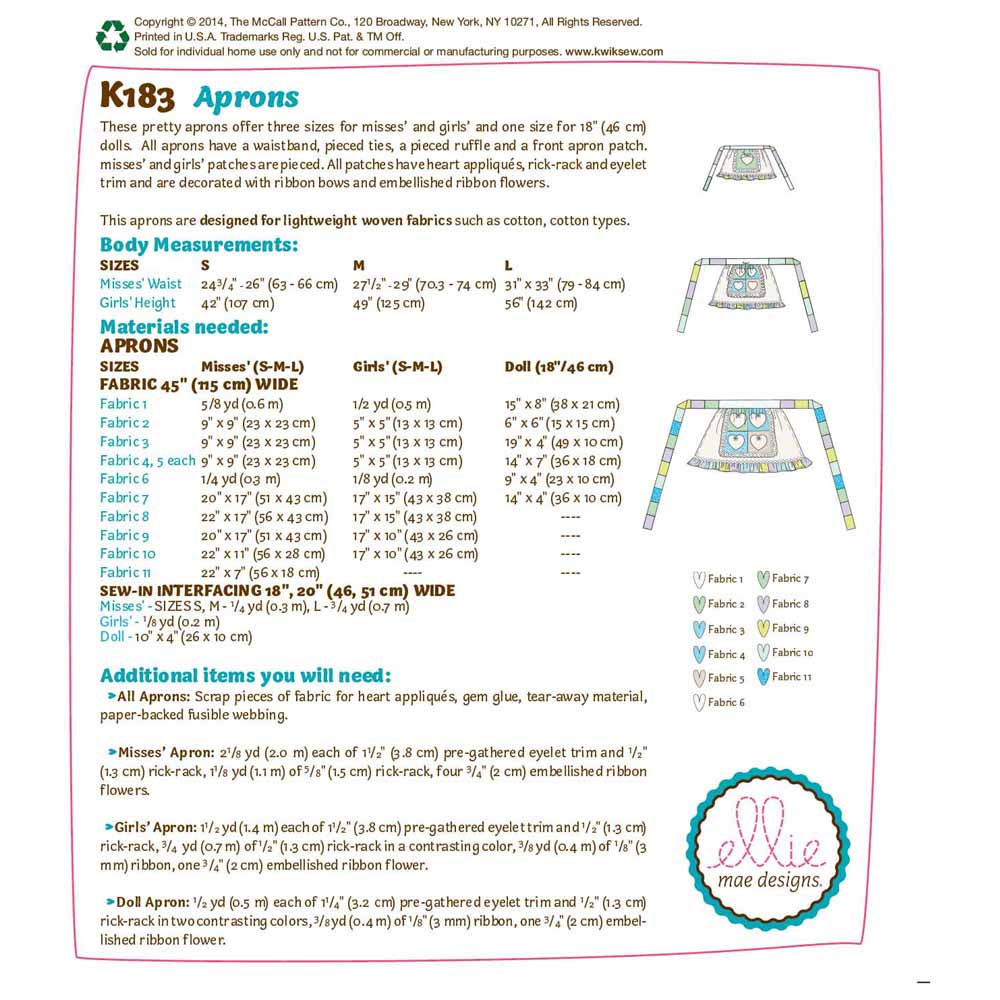 Copyright © 2014, The McCall Pattern Co., 120 Broadway, New York, NY 10271, All Rights Reserved.
Printed in U.S.A. Trademarks Reg. U.S. Pat. & TM Off.
Sold for individual home use only and not for commercial or manufacturing purposes. www.kwiksew.com
K183 Aprons
These pretty aprons offer three sizes for misses' and girls' and one size for 18" (46 cm)
dolls. All aprons have a waistband, pieced ties, a pieced ruffle and a front apron patch.
misses' and girls' patches are pieced. All patches have heart appliqués, rick-rack and eyelet
trim and are decorated with ribbon bows and embellished ribbon flowers.
This aprons are designed for lightweight woven fabrics such as cotton, cotton types.
Body Measurements:
SIZES S M L
Misses' Waist 24 3/4" - 26" (63 - 66 cm) 27 1/2" - 29" (70.3 - 74 cm) 31" x 33" (79 - 84 cm)
Girls' Height 42" (107 cm) 49" (125 cm) 56" (142 cm)
Materials needed:
APRONS
SIZES Misses' (S-M-L) Girls' (S-M-L) Doll (18"/46 cm)
FABRIC 45" (115 cm) WIDE
Fabric 1 5/8 yd (0.6 m) 1/2 yd (0.5 m) 15" x 8" (38 x 21 cm)
Fabric 2 9" x 9" (23 x 23 cm) 5" x 5" (13 x 13 cm) 6" x 6" (15 x 15 cm)
Fabric 3 9" x 9" (23 x 23 cm) 5" x 5" (13 x 13 cm) 19" x 4" (49 x 10 cm)
Fabric 4, 5 each 9" x 9" (23 x 23 cm) 5" x 5" (13 x 13 cm) 14" x 7" (36 x 18 cm)
Fabric 6 1/4 yd (0.3 m) 1/8 yd (0.2 m) 9" x 4" (23 x 10 cm)
Fabric 7 20" x 17" (51 x 43 cm) 17" x 15" (43 x 38 cm) 14" x 4" (36 x 10 cm)
Fabric 8 22" x 17" (56 x 43 cm) 17" x 15" (43 x 38 cm) ----
Fabric 9 20" x 17" (51 x 43 cm) 17" x 10" (43 x 26 cm) ----
Fabric 10 22" x 11" (56 x 28 cm) 17" x 10" (43 x 26 cm) ----
Fabric 11 22" x 7" (56 x 18 cm) ---- ----
SEW-IN INTERFACING 18", 20" (46, 51 cm) WIDE
Misses' - SIZES S, M - 1/4 yd (0.3 m), L - 3/4 yd (0.7 m)
Girls' - 1/8 yd (0.2 m)
Doll - 10" x 4" (26 x 10 cm)
Additional items you will need:
All Aprons: Scrap pieces of fabric for heart appliqués, gem glue, tear-away material,
paper-backed fusible webbing.
Misses' Apron: 2 1/8 yd (2.0 m) each of 1 1/2" (3.8 cm) pre-gathered eyelet trim and 1/2"
(1.3 cm) rick-rack, 1 1/8 yd (1.1 m) of 5/8" (1.5 cm) rick-rack, four 3/4" (2 cm) embellished ribbon
flowers.
Girls' Apron: 1 1/2 yd (1.4 m) each of 1 1/2" (3.8 cm) pre-gathered eyelet trim and 1/2" (1.3 cm)
rick-rack, 3/4 yd (0.7 m) of 1/2" (1.3 cm) rick-rack in a contrasting color, 3/8 yd (0.4 m) of 1/8" (3
mm) ribbon, one 3/4" (2 cm) embellished ribbon flower.
Doll Apron: 1/2 yd (0.5 m) each of 1 1/4" (3.2 cm) pre-gathered eyelet trim and 1/2" (1.3 cm)
rick-rack in two contrasting colors, 3/8 yd (0.4 m) of 1/8" (3 mm) ribbon, one 3/4" (2 cm) embel-
lished ribbon flower.
Fabric 1 Fabric 7
Fabric 2 Fabric 8
Fabric 3 Fabric 9
Fabric 4 Fabric 10
Fabric 5 Fabric 11
Fabric 6
ellie
mae designs.